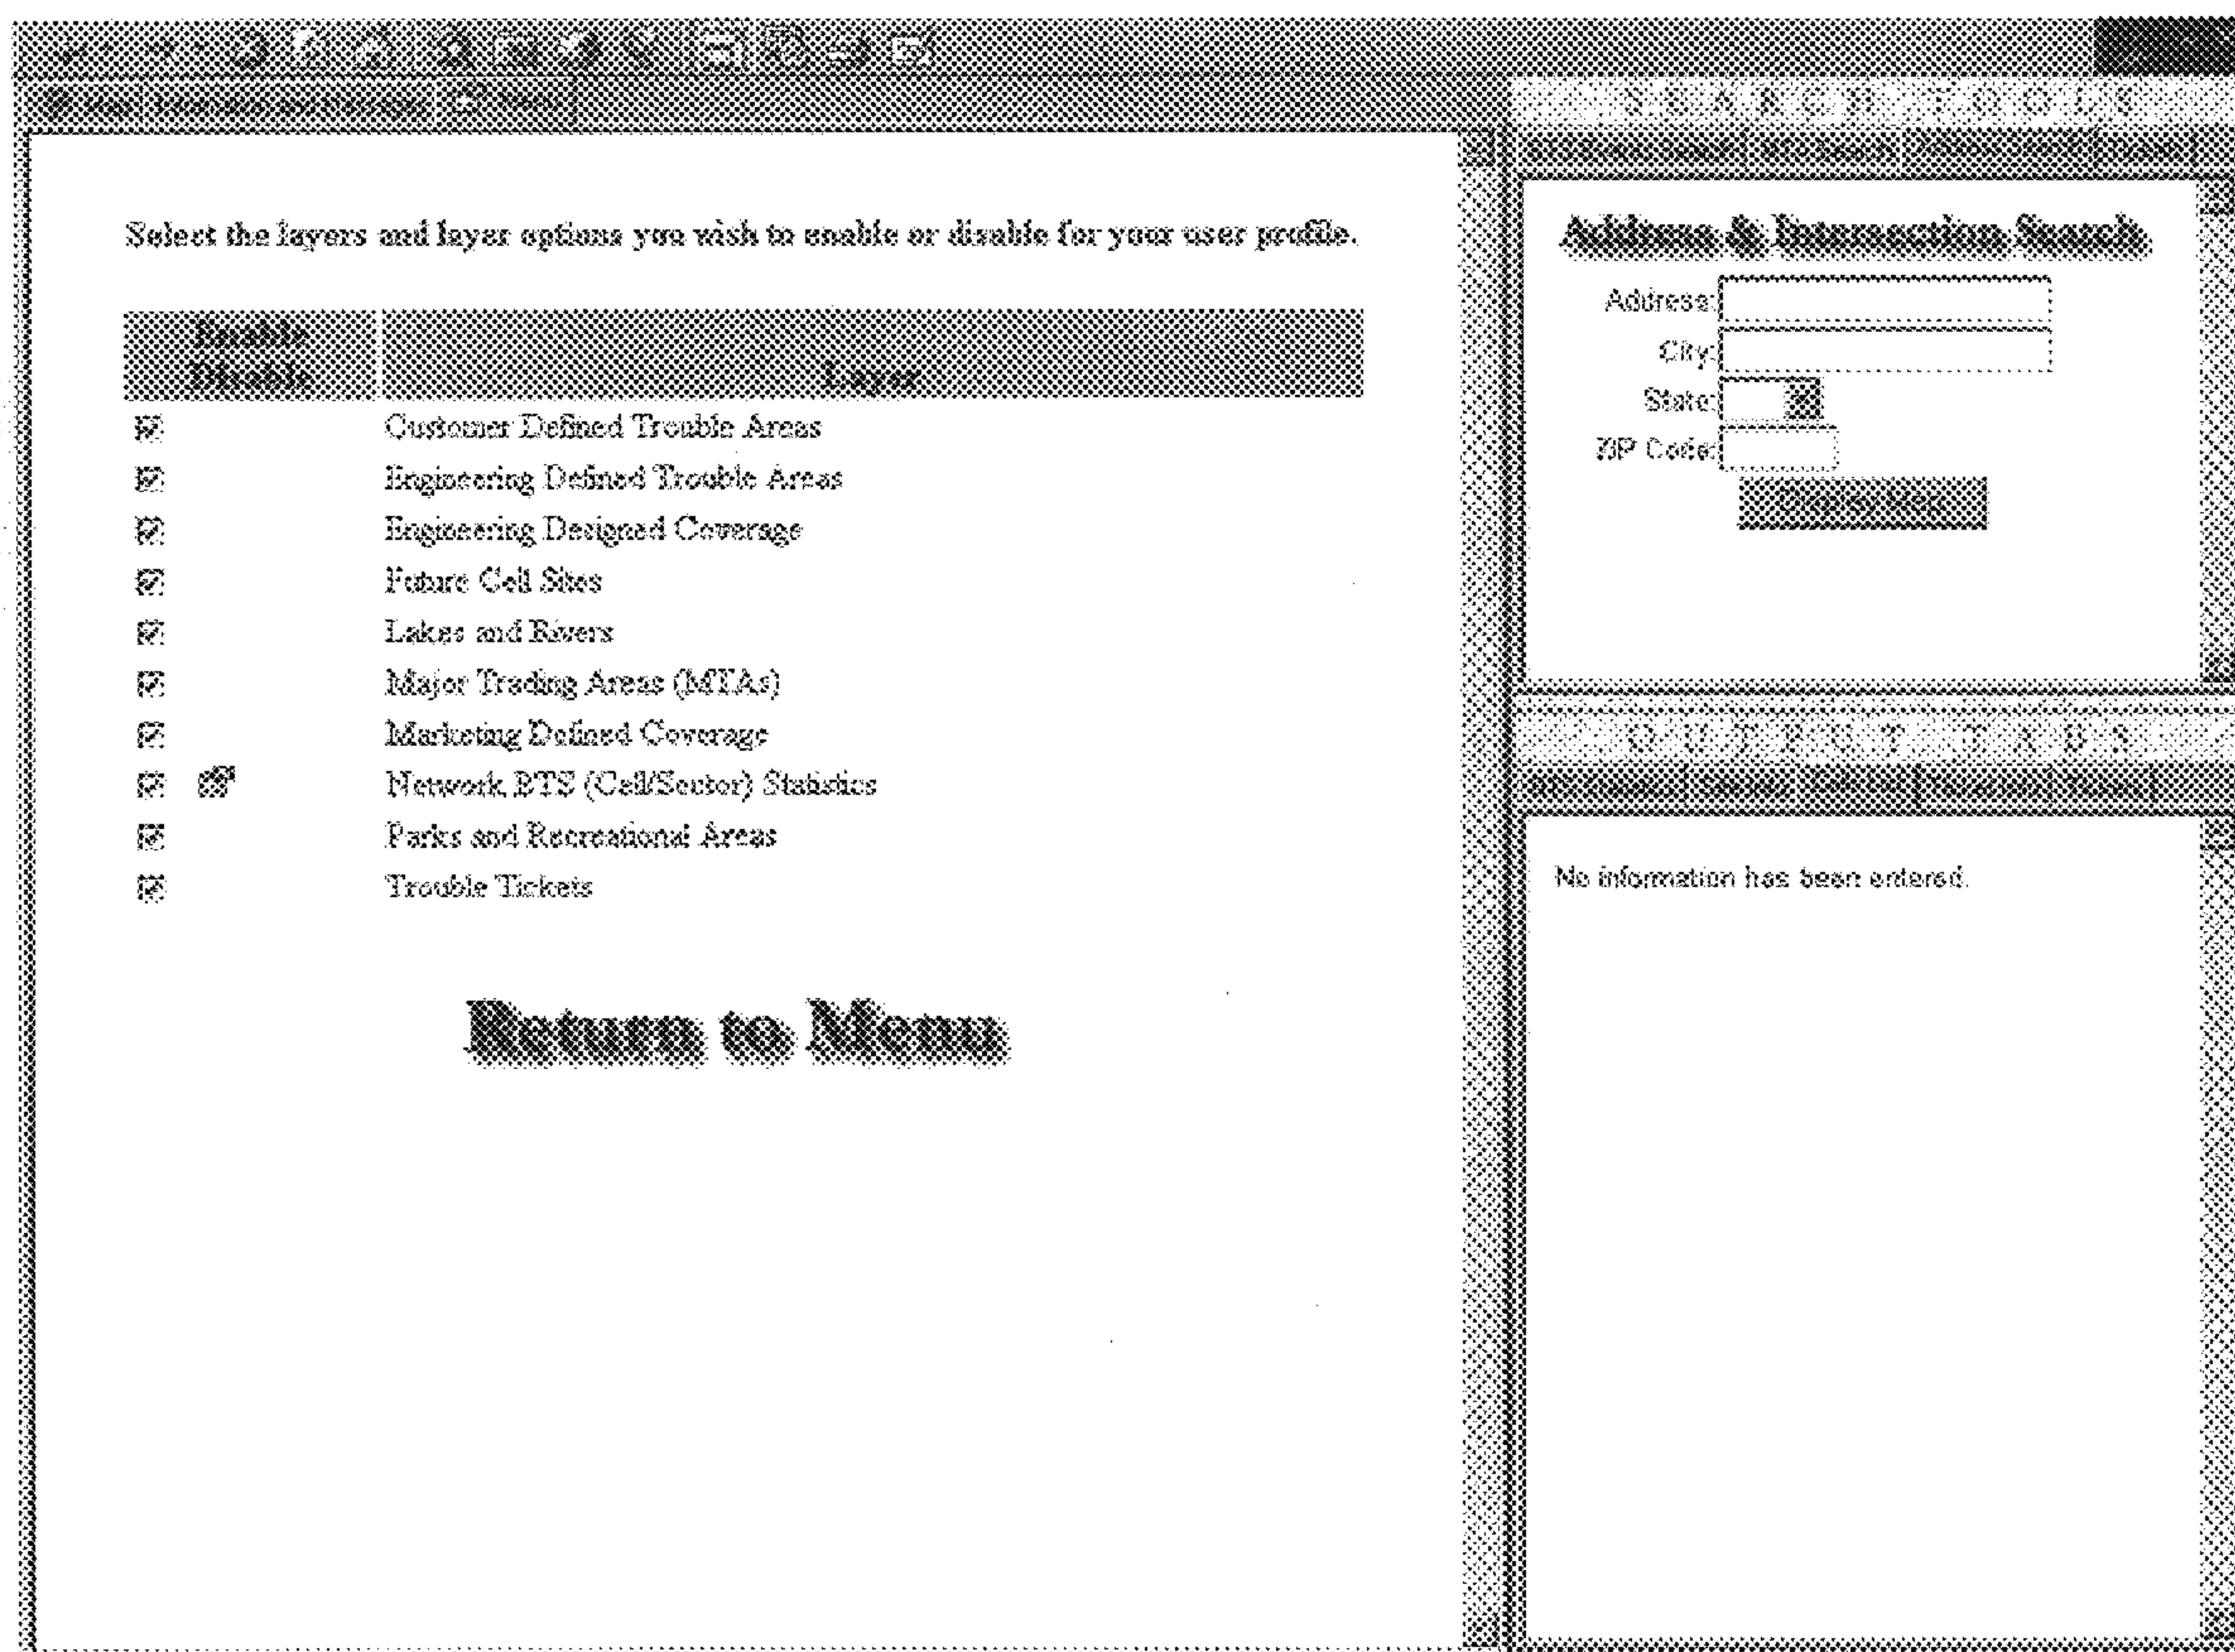 SEARCH TOOLS
Select the layers and layer options you wish to enable or disable for your user profile.
Enable
Disable
Layer
Customer Defined Trouble Areas
Engineering Defined Trouble Areas
Engineering Designed Coverage
Future Cell Sites
Lakes and Rivers
Major Trading Areas (MTAs)
Marketing Defined Coverage
Network BTS (Cell/Sector) Statistics
Parks and Recreational Areas
Trouble Tickets
Return to Menu
Address & Intersection Search
Address:
City:
State:
ZIP Code:
OUTPUT
No information has been entered.